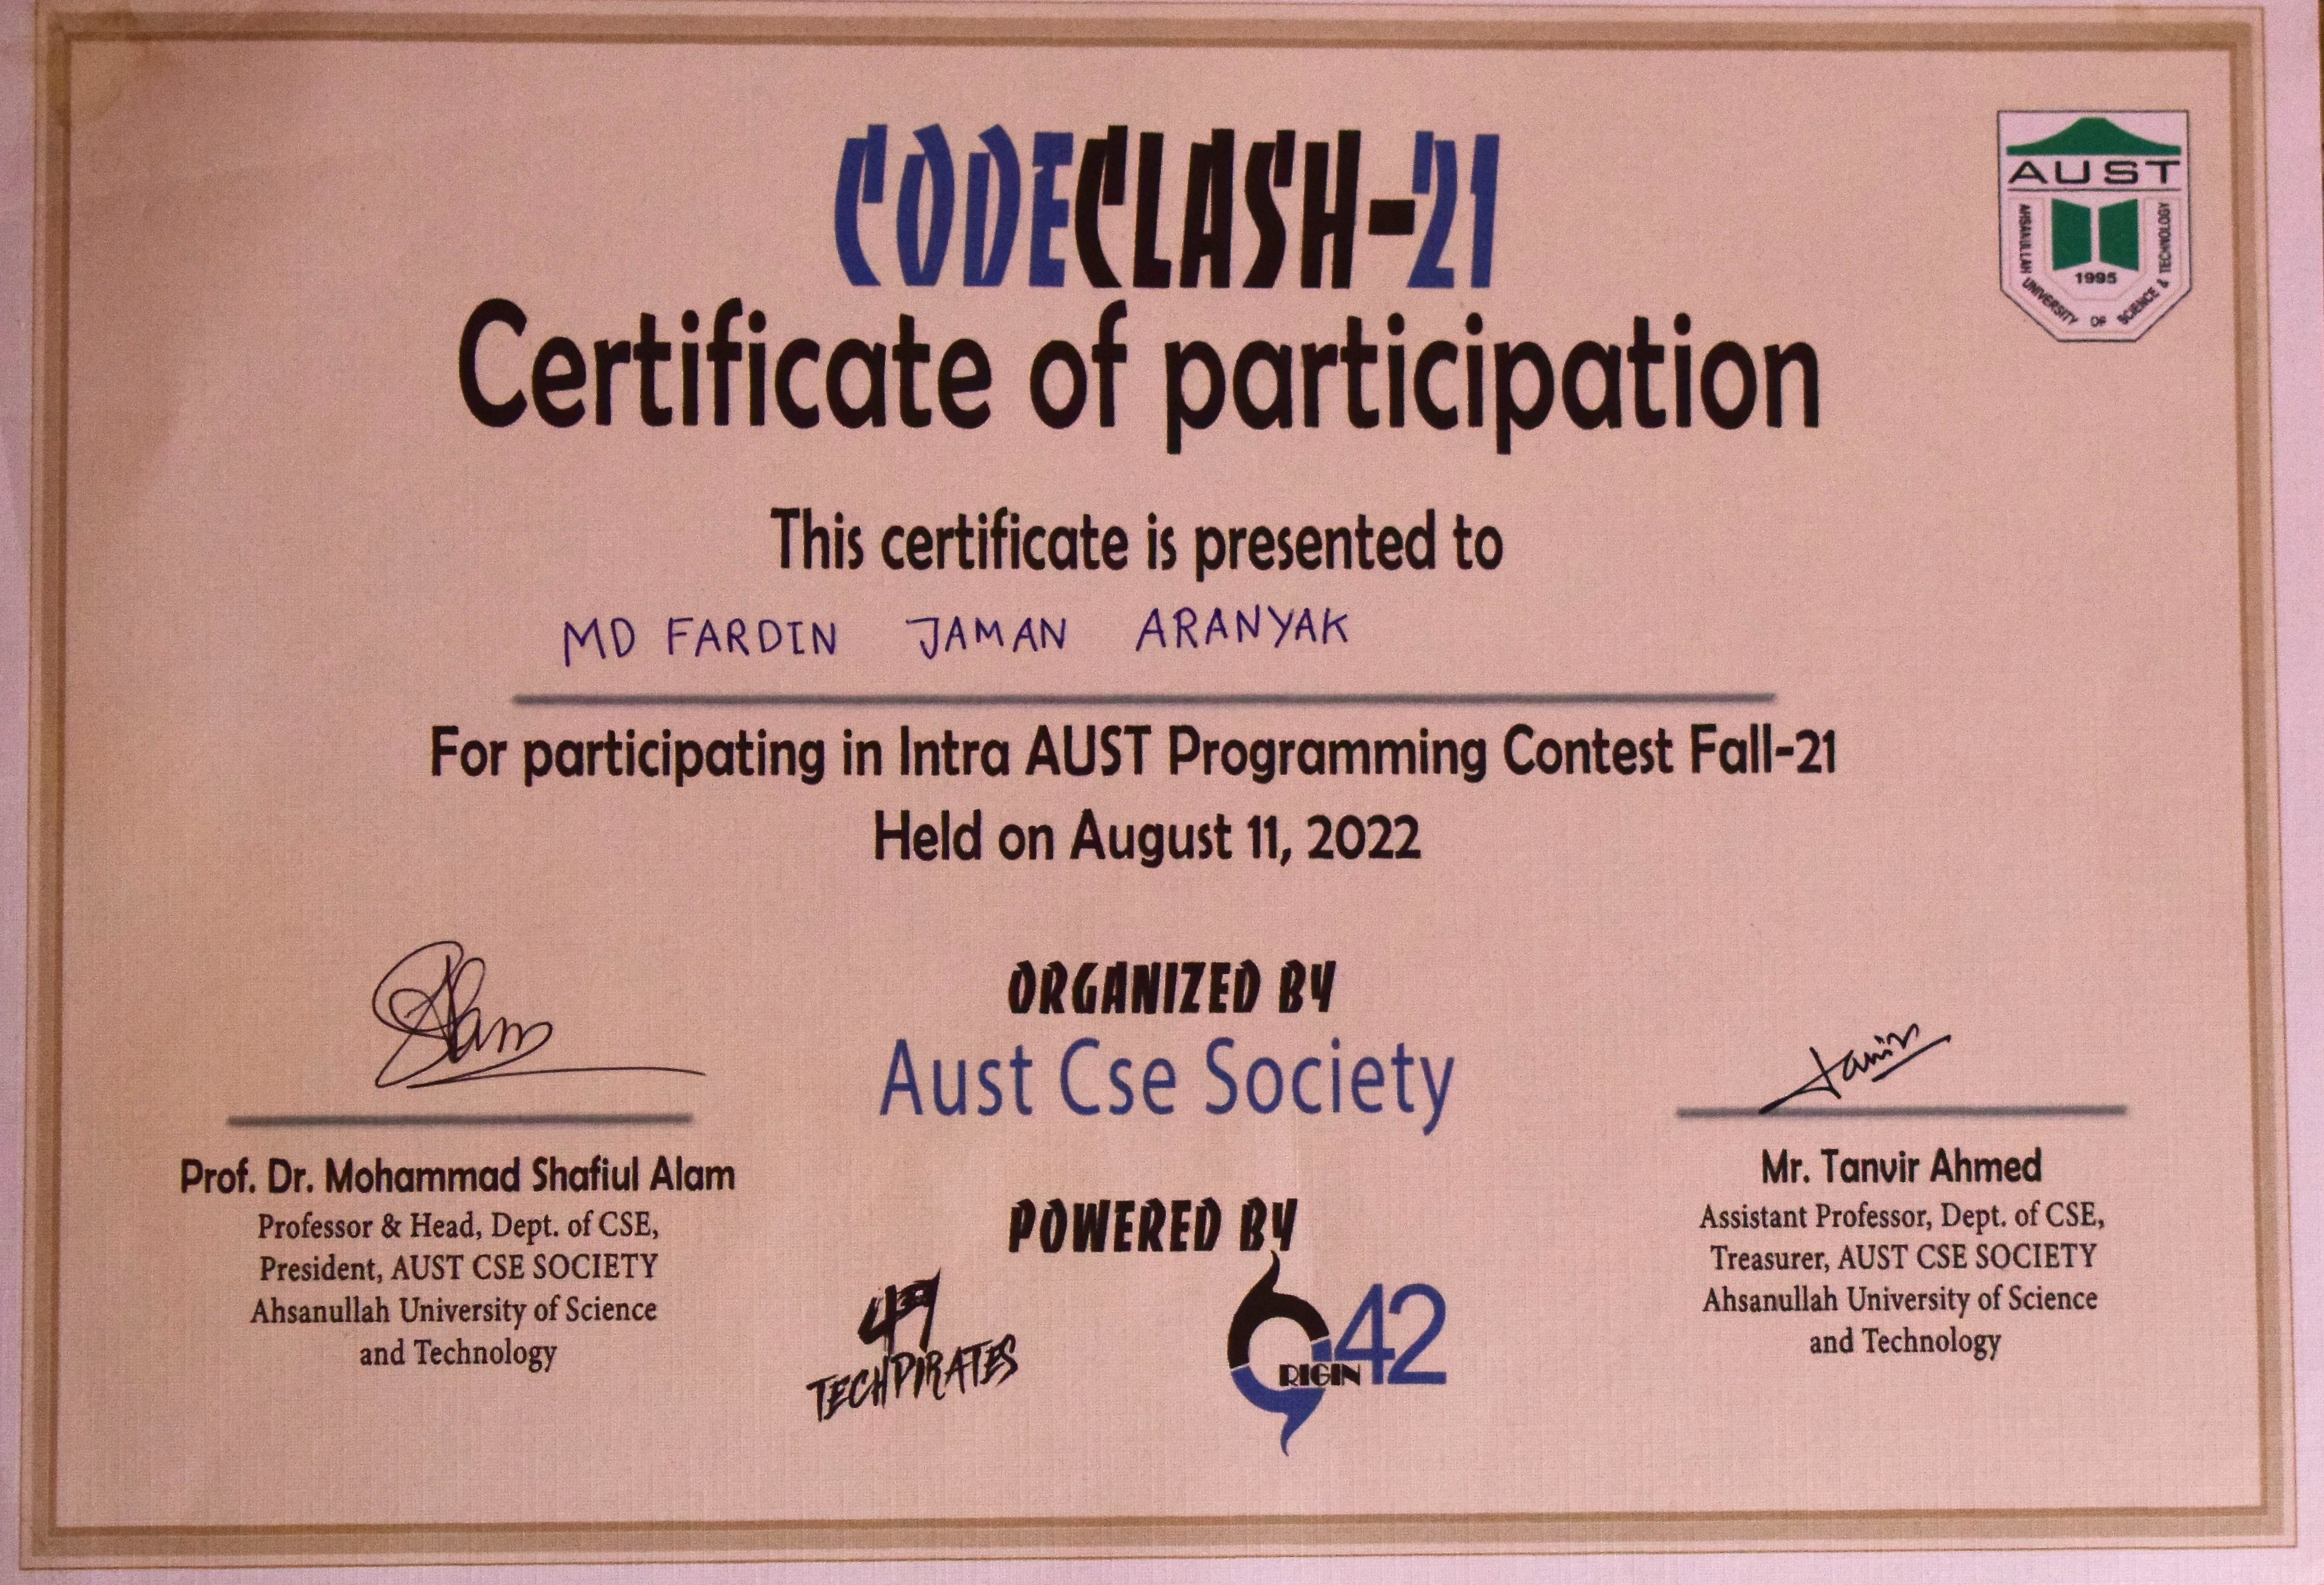 CODECLASH-21
AUST
AHSANULLAH UNIVERSITY OF SCIENCE & TECHNOLOGY
1995
Certificate of participation
This certificate is presented to
MD FARDIN JAMAN ARANYAK
For participating in Intra AUST Programming Contest Fall-21
Held on August 11, 2022
Alam
Tanvir
ORGANIZED BY
Aust Cse Society
Prof. Dr. Mohammad Shafiul Alam
Professor & Head, Dept. of CSE,
President, AUST CSE SOCIETY
Ahsanullah University of Science
and Technology
Mr. Tanvir Ahmed
Assistant Professor, Dept. of CSE,
Treasurer, AUST CSE SOCIETY
Ahsanullah University of Science
and Technology
POWERED BY
TECHPIRATES
ORIGIN 42